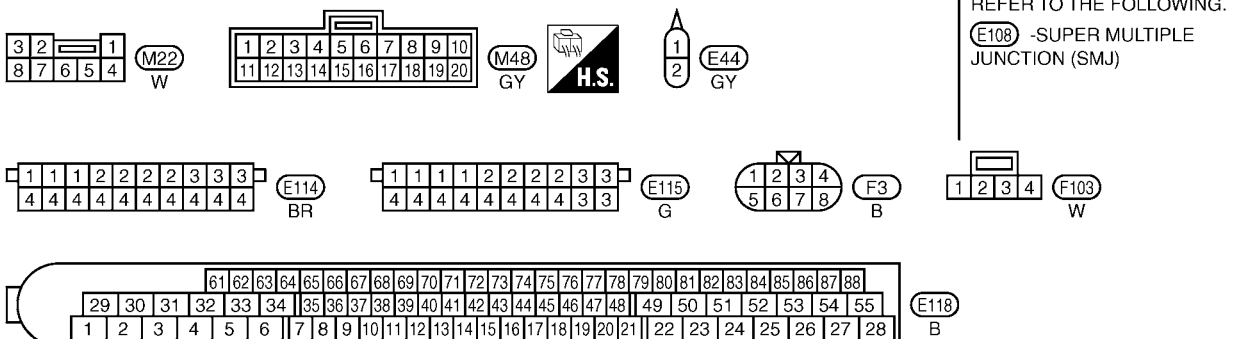 REFER TO THE FOLLOWING.
E108 -SUPER MULTIPLE
JUNCTION (SMJ)
3 2 1
8 7 6 5 4
M22
W
1 2 3 4 5 6 7 8 9 10
11 12 13 14 15 16 17 18 19 20
M48
GY
H.S.
1
2
E44
GY
1 1 1 2 2 2 2 3 3 3
4 4 4 4 4 4 4 4 4 4
E114
BR
1 1 1 1 2 2 2 2 3 3
4 4 4 4 4 4 4 4 3 3
E115
G
1 2 3 4
5 6 7 8
F3
B
1 2 3 4
F103
W
61 62 63 64 65 66 67 68 69 70 71 72 73 74 75 76 77 78 79 80 81 82 83 84 85 86 87 88
29 30 31 32 33 34 35 36 37 38 39 40 41 42 43 44 45 46 47 48 49 50 51 52 53 54 55
1 2 3 4 5 6 7 8 9 10 11 12 13 14 15 16 17 18 19 20 21 22 23 24 25 26 27 28
E118
B